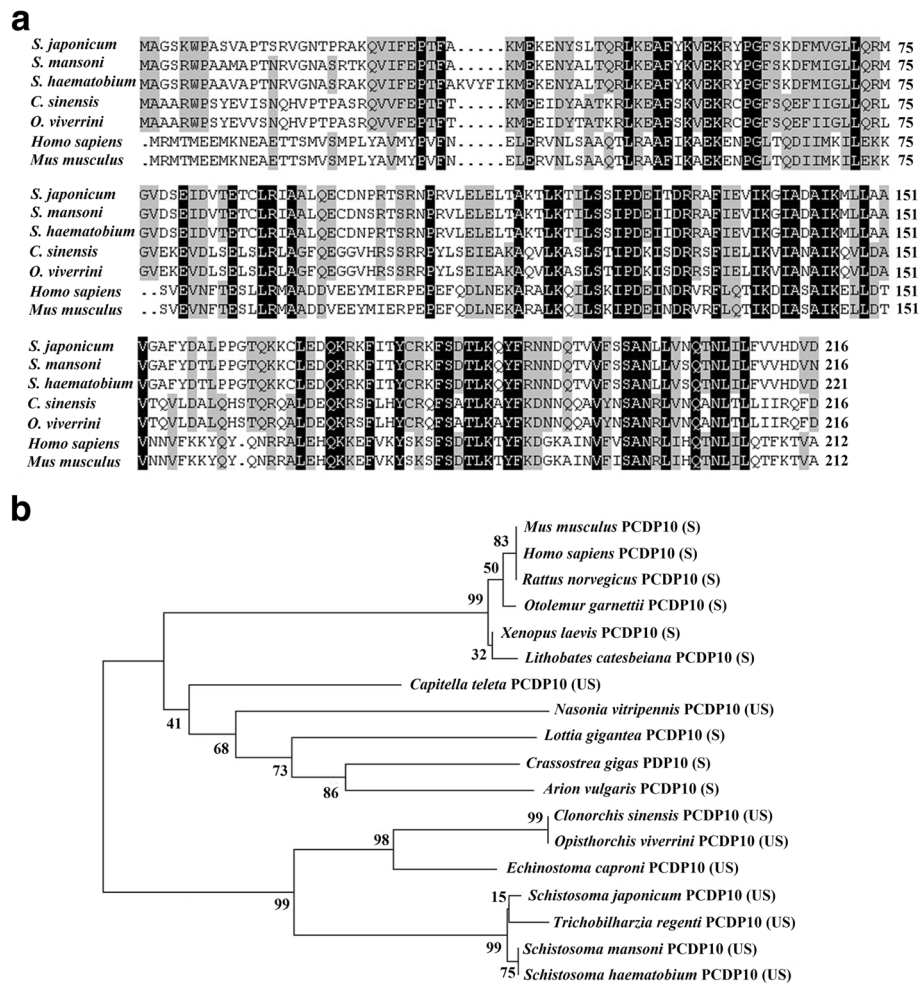 a
S. japonicum MAGSKWPASVAPTSRVGNTPRAKQVIFEPTFA.....KMEKENYSLTQRLKEAFYKVEKRYPGFSKDFMVGLLQRM 75
S. mansoni MAGSRWPAAMAPTNRVGNASRTKQVIFEPTFA.....KMEKENYALTQRLKEAFYKVEKRYPGFSKDFMIGLLQRM 75
S. haematobium MAGSRWPAAVAPTNRVGNASRAKQVIFEPTFAKVYFIKMEKENYALTQRLKEAFYKVEKRYPGFSKDFMIGLLQRM 75
C. sinensis MAAARWPSYEVISNQHVPTPASRQVVFEPTFT.....KMEEIDYAATKRLKEAFSKVEKRCPGFSQEFIIGLLQRL 75
O. viverrini MAAARWPSYEVVSNQHVPTPASRQVVFEPTFT.....KMEEIDYTATKRLKEAFSKVEKRCPGFSQEFIIGLLQRL 75
Homo sapiens .MRMTMEEMKNEAETTSMVSMPLYAVMYPVFN.....ELERVNLSAAQTLRAAFIKAEKENPGLTQDIIMKILEKK 75
Mus musculus .MRMTMEEMKNEAETTSMVSMPLYAVMYPVFN.....ELERVNLSAAQTLRAAFIKAEKENPGLTQDIIMKILEKK 75
S. japonicum GVDSEIDVTETCLRIAALQECDNPRTSRNPRVLELELTAKTLKTILSSIPDEITDRRAFIEVIKGIADAIKMLLAA 151
S. mansoni GVDSEIDVTETCLRIAALQECDNSRTSRNPRVLELELTAKTLKTILSSIPDEIIDRRAFIEVIKGIADAIKMLLAA 151
S. haematobium GVDSEIDVTETCLRIAALQECDNPRTSRNPRVLELELTAKTLKTILSSIPDEIIDRRAFIEVIKGIADAIKMLLAA 151
C. sinensis GVEKEVDLSELSLRLAGFQEGGVHRSSRRPYLSEIEAKAQVLKASLSTIPDKISDRRSFIELIKVIANAIKQVLDA 151
O. viverrini GVEKEVDLSELSLRLAGFQEGGVHRSSRRPYLSEIEAKAQVLKASLSTIPDKISDRRSFIELIKVIANAIKQVLDA 151
Homo sapiens ..SVEVNFTESLLRMAADDVEEYMIERPEPEFQDLNEKARALKQILSKIPDEINDRVRFLQTIKDIASAIKELLDT 151
Mus musculus ..SVEVNFTESLLRMAADDVEEYMIERPEPEFQDLNEKARALKQILSKIPDEINDRVRFLQTIKDIASAIKELLDT 151
S. japonicum VGAFYDALPPGTQKKCLEDQKRKFITYCRKFSDTLKQYFRNNDQTVVFSSANLLVNQTNLILFVVHDVD 216
S. mansoni VGAFYDTLPPGTQKKCLEDQKRKFITYCRKFSDTLKQYFRNNDQTVVFSSANLLVSQTNLILFVVHDVN 216
S. haematobium VGAFYDTLPPGTQKKCLEDQKRKFITYCRKFSDTLKQYFRNNDQTVVFSSANLLVSQTNLILFVVHDVD 221
C. sinensis VTQVLDALQHSTQRQALEDQKRSFLHYCRQFSATLKAYFKDNNQQAVYNSANRLVNQANLTLLIIRQFD 216
O. viverrini VTQVLDALQHSTQRQALEDQKRSFLHYCRQFSATLKAYFKDNNQQAVYNSANRLVNQANLTLLIIRQFD 216
Homo sapiens VNNVFKKYQY.QNRRALEHQKKEFVKYSKSFSDTLKTYFKDGKAINVFVSANRLIHQTNLILQTFKTVA 212
Mus musculus VNNVFKKYQY.QNRRALEHQKKEFVKYSKSFSDTLKTYFKDGKAINVFISANRLIHQTNLILQTFKTVA 212
b
Mus musculus PCDP10 (S)
83
Homo sapiens PCDP10 (S)
50
Rattus norvegicus PCDP10 (S)
99
Otolemur garnettii PCDP10 (S)
Xenopus laevis PCDP10 (S)
32
Lithobates catesbeiana PCDP10 (S)
Capitella teleta PCDP10 (US)
41
Nasonia vitripennis PCDP10 (US)
68
Lottia gigantea PCDP10 (S)
73
Crassostrea gigas PDP10 (S)
86
Arion vulgaris PCDP10 (S)
99
Clonorchis sinensis PCDP10 (US)
98
Opisthorchis viverrini PCDP10 (US)
Echinostoma caproni PCDP10 (US)
99
15
Schistosoma japonicum PCDP10 (US)
Trichobilharzia regenti PCDP10 (US)
99
Schistosoma mansoni PCDP10 (US)
75
Schistosoma haematobium PCDP10 (US)